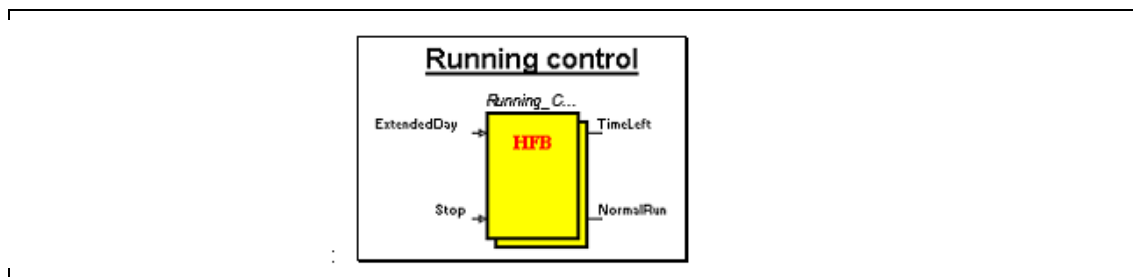 Running control
Running_C...
ExtendedDay
TimeLeft
HFB
Stop
NormalRun
: